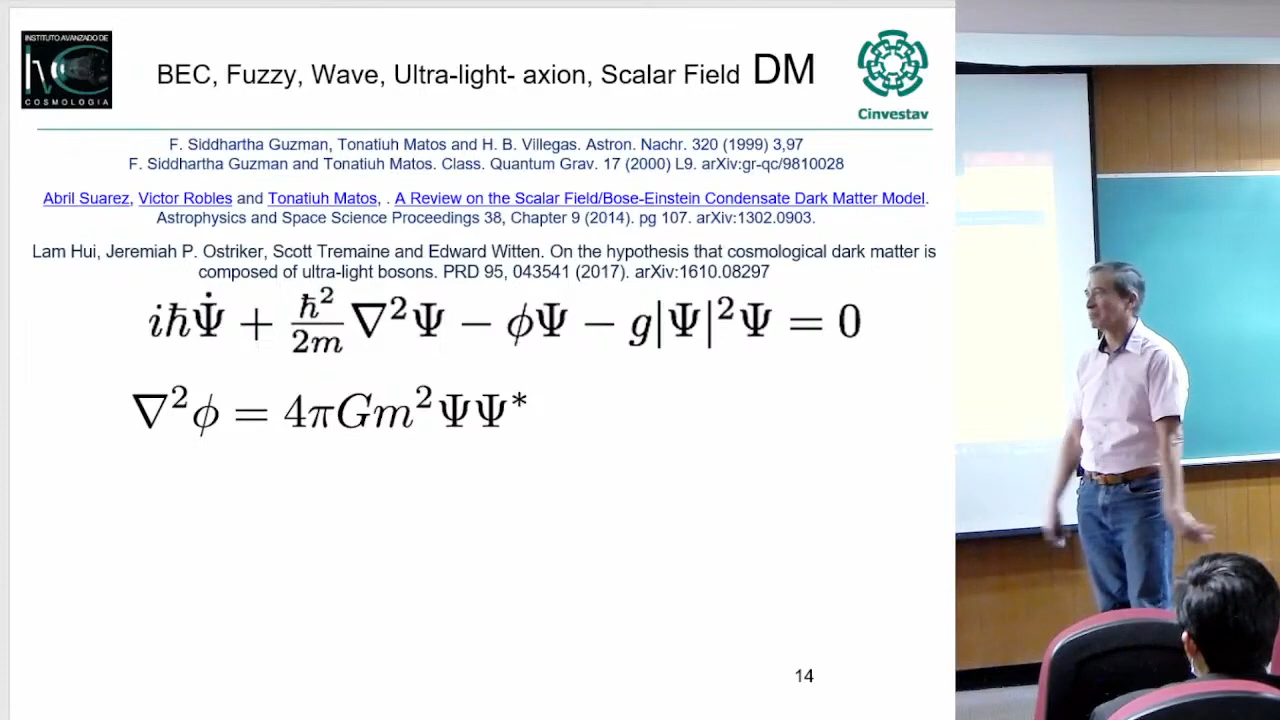 INSTITUTO AVANZADO DE
COSMOLOGIA
BEC, Fuzzy, Wave, Ultra-light- axion, Scalar Field DM
Cinvestav
F. Siddhartha Guzman, Tonatiuh Matos and H. B. Villegas. Astron. Nachr. 320 (1999) 3,97
F. Siddhartha Guzman and Tonatiuh Matos. Class. Quantum Grav. 17 (2000) L9. arXiv:gr-qc/9810028
Abril Suarez, Victor Robles and Tonatiuh Matos, . A Review on the Scalar Field/Bose-Einstein Condensate Dark Matter Model.
Astrophysics and Space Science Proceedings 38, Chapter 9 (2014). pg 107. arXiv:1302.0903.
Lam Hui, Jeremiah P. Ostriker, Scott Tremaine and Edward Witten. On the hypothesis that cosmological dark matter is
composed of ultra-light bosons. PRD 95, 043541 (2017). arXiv:1610.08297
iħΨ̇ + ħ²/2m ∇²Ψ − ϕΨ − g|Ψ|²Ψ = 0
∇²ϕ = 4πGm²ΨΨ*
14